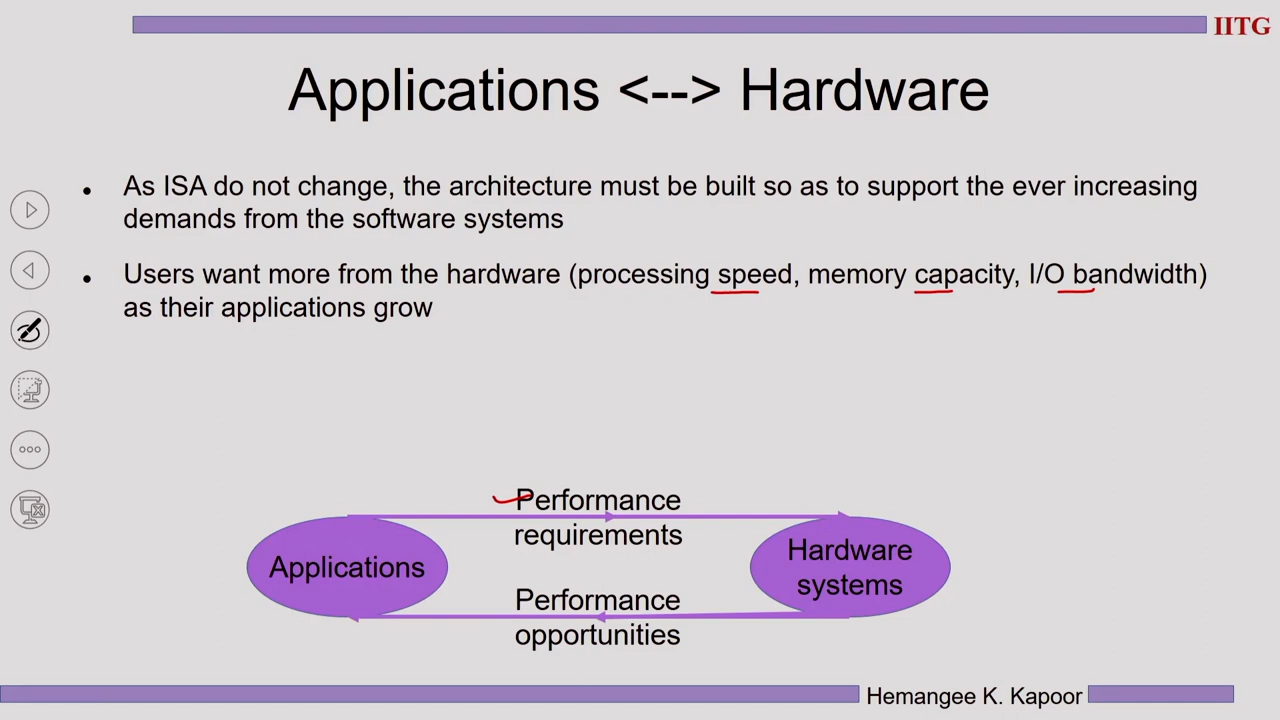 IITG
Applications <--> Hardware
• As ISA do not change, the architecture must be built so as to support the ever increasing
demands from the software systems
• Users want more from the hardware (processing speed, memory capacity, I/O bandwidth)
as their applications grow
Performance
requirements
Applications
Hardware
systems
Performance
opportunities
Hemangee K. Kapoor